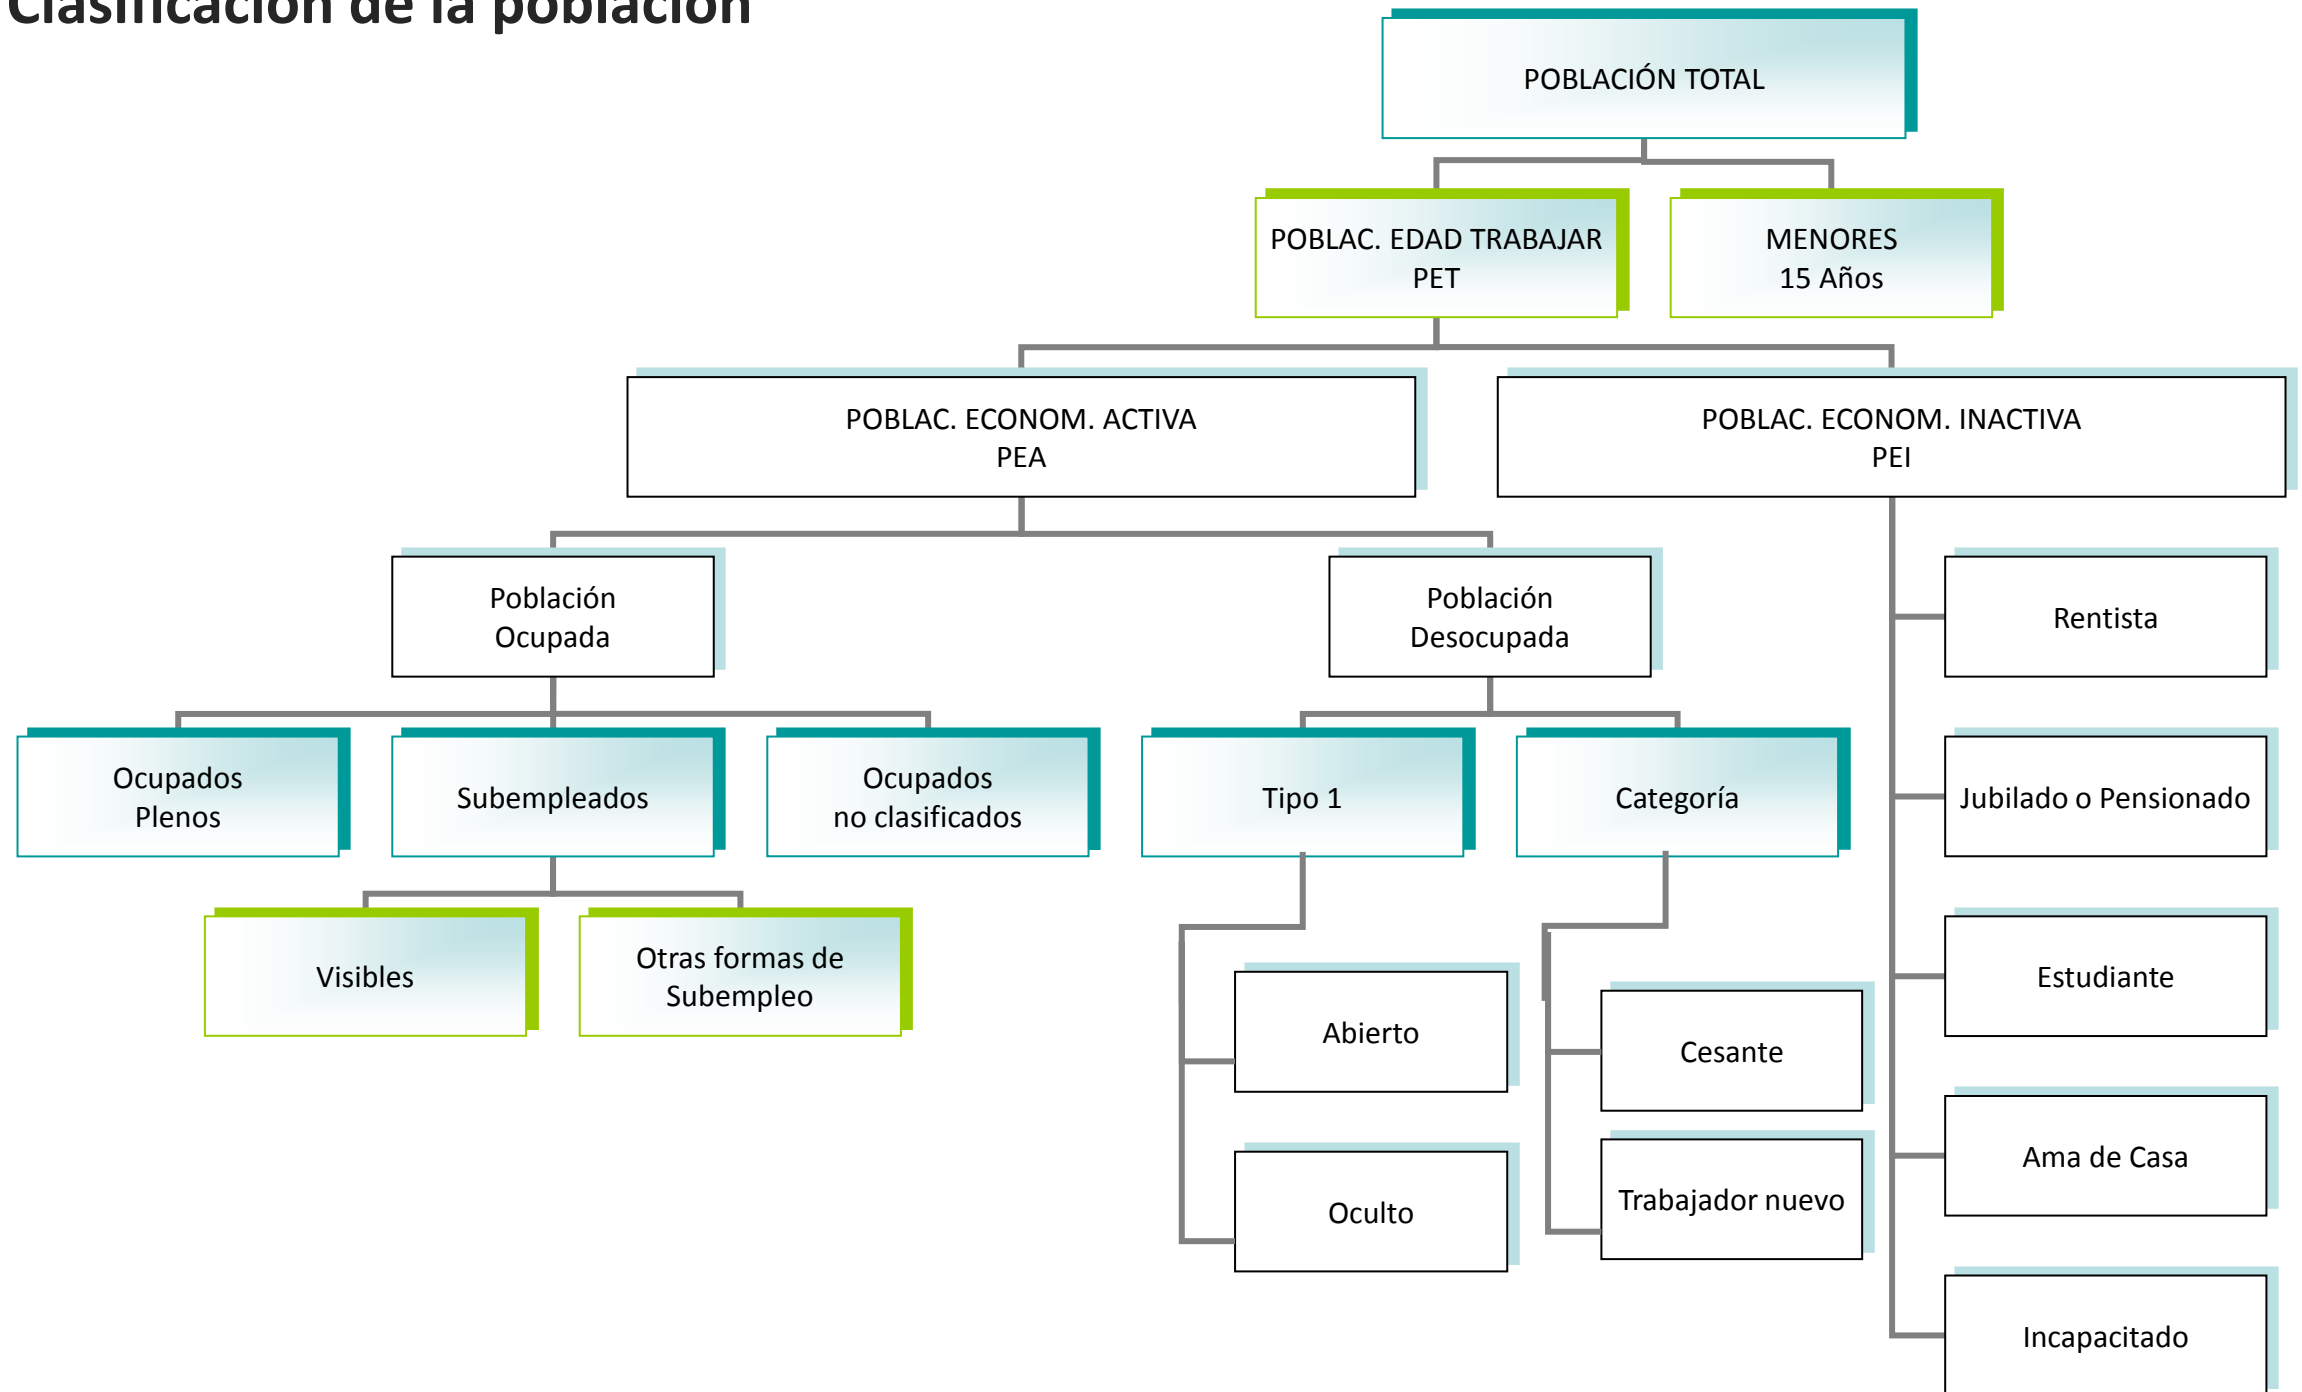 Clasificación de la población
POBLACIÓN TOTAL
POBLAC. EDAD TRABAJAR
PET
MENORES
15 Años
POBLAC. ECONOM. ACTIVA
PEA
POBLAC. ECONOM. INACTIVA
PEI
Población
Ocupada
Población
Desocupada
Rentista
Ocupados
Plenos
Subempleados
Ocupados
no clasificados
Tipo 1
Categoría
Jubilado o Pensionado
Visibles
Otras formas de
Subempleo
Estudiante
Abierto
Cesante
Ama de Casa
Oculto
Trabajador nuevo
Incapacitado